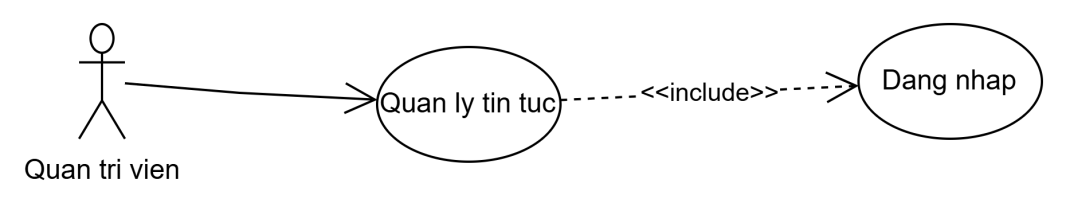 Quan tri vien
Quan ly tin tuc
<<include>>
Dang nhap